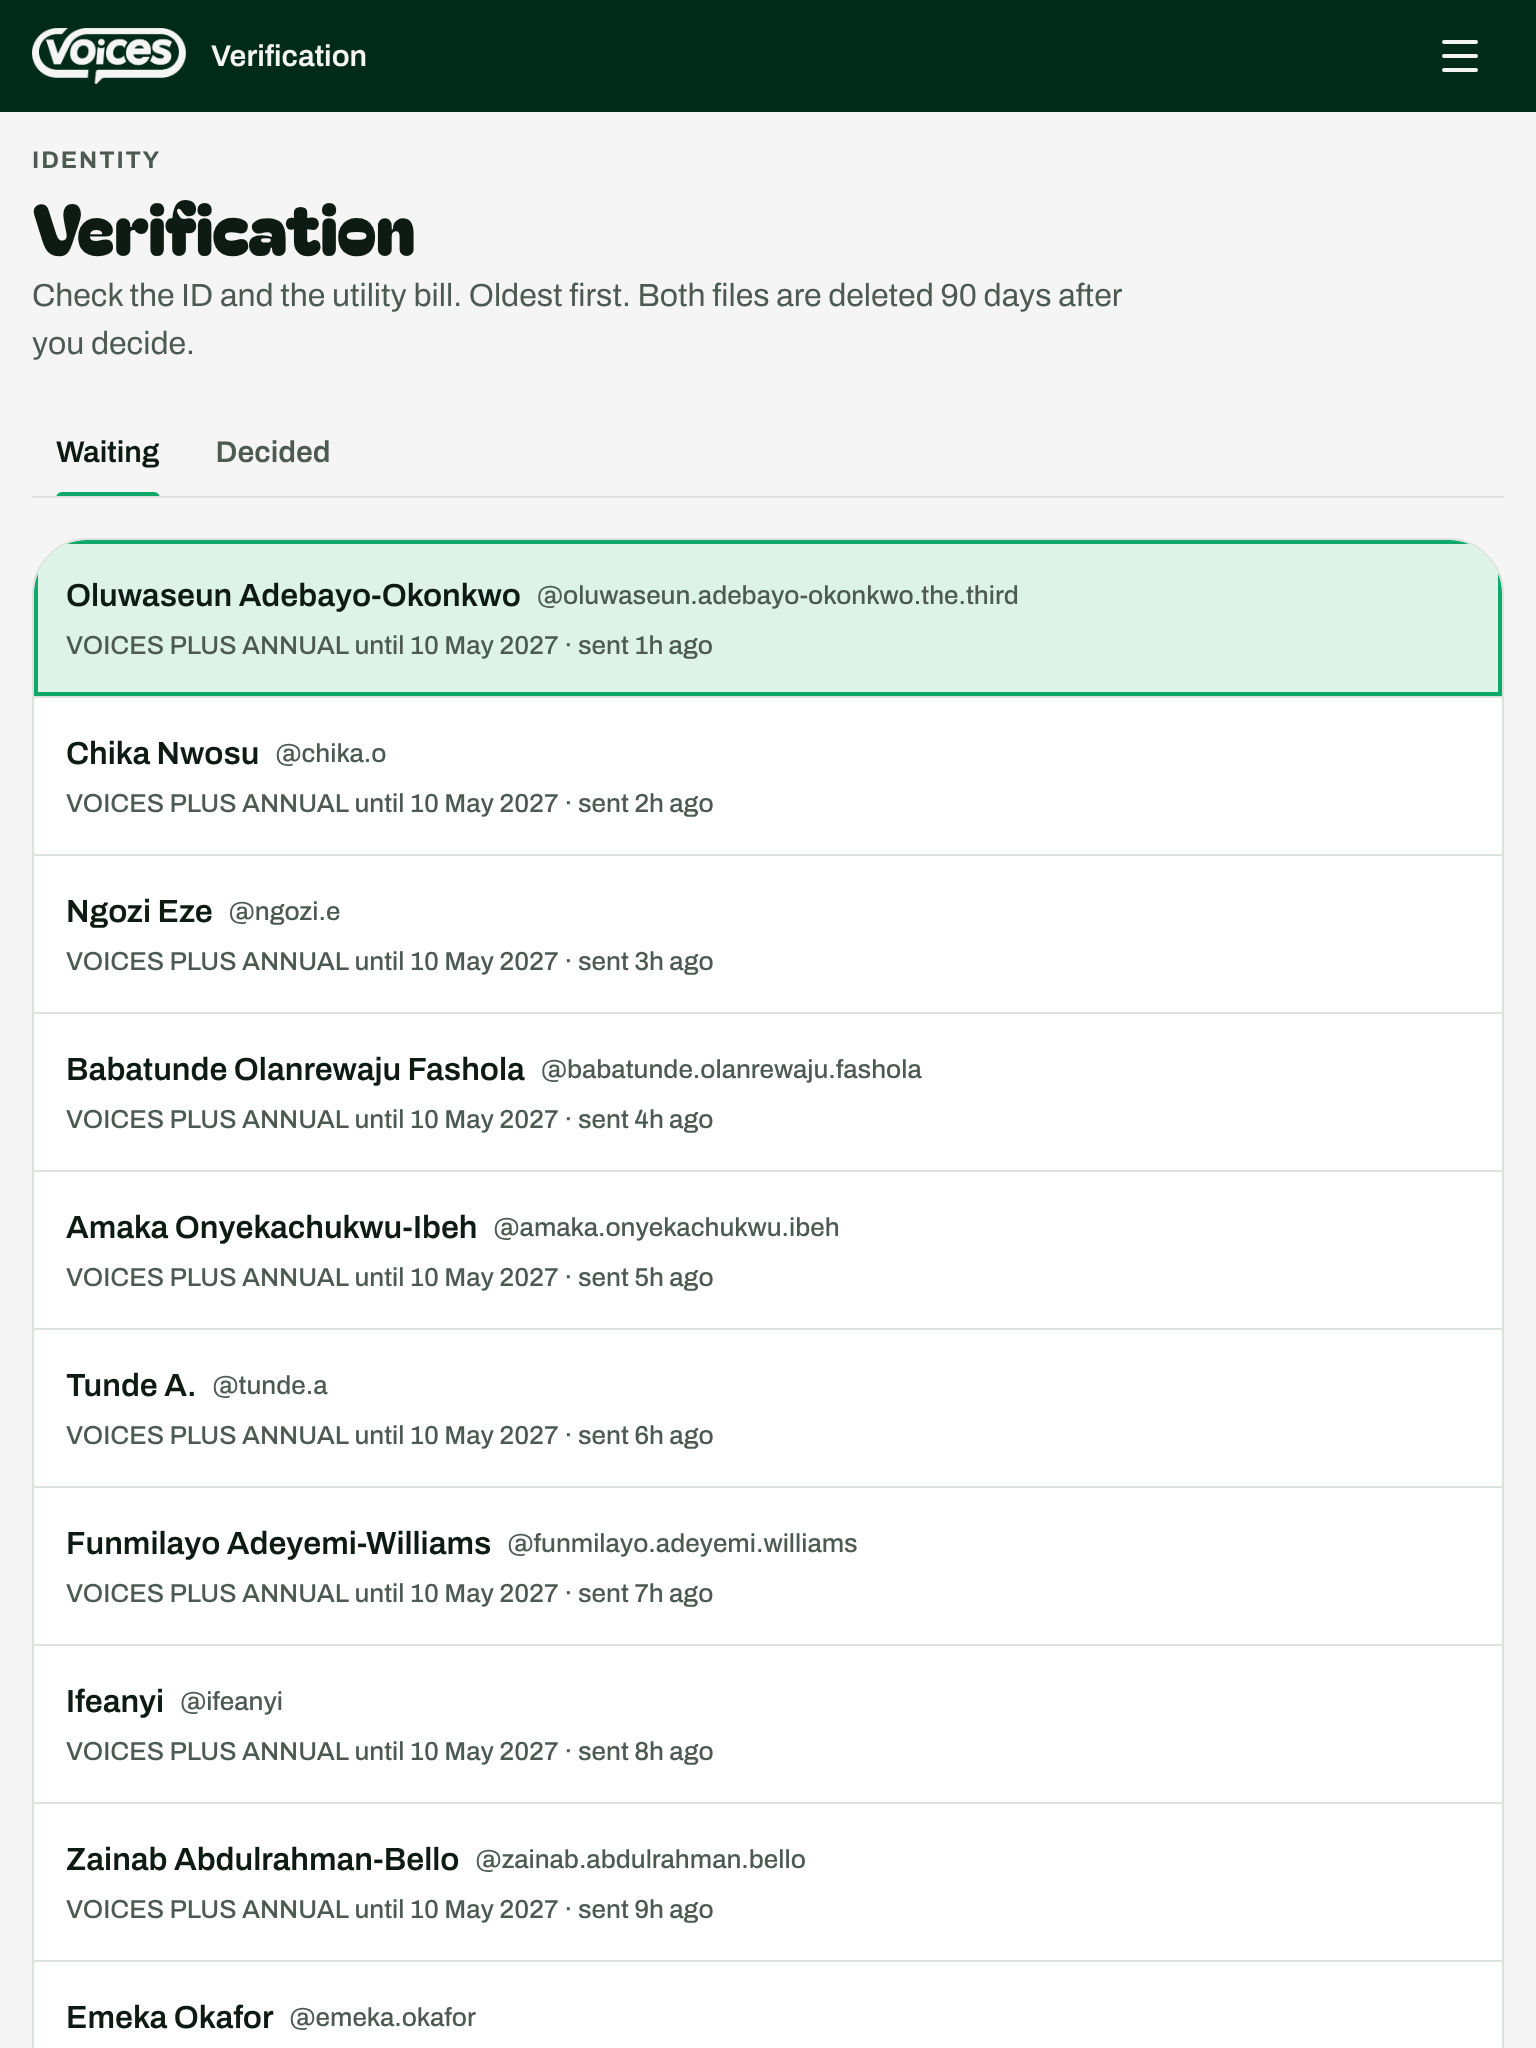 Voices
Verification
IDENTITY
Verification
Check the ID and the utility bill. Oldest first. Both files are deleted 90 days after
you decide.
Waiting
Decided
Oluwaseun Adebayo-Okonkwo @oluwaseun.adebayo-okonkwo.the.third
VOICES PLUS ANNUAL until 10 May 2027 · sent 1h ago
Chika Nwosu @chika.o
VOICES PLUS ANNUAL until 10 May 2027 · sent 2h ago
Ngozi Eze @ngozi.e
VOICES PLUS ANNUAL until 10 May 2027 · sent 3h ago
Babatunde Olanrewaju Fashola @babatunde.olanrewaju.fashola
VOICES PLUS ANNUAL until 10 May 2027 · sent 4h ago
Amaka Onyekachukwu-Ibeh @amaka.onyekachukwu.ibeh
VOICES PLUS ANNUAL until 10 May 2027 · sent 5h ago
Tunde A. @tunde.a
VOICES PLUS ANNUAL until 10 May 2027 · sent 6h ago
Funmilayo Adeyemi-Williams @funmilayo.adeyemi.williams
VOICES PLUS ANNUAL until 10 May 2027 · sent 7h ago
Ifeanyi @ifeanyi
VOICES PLUS ANNUAL until 10 May 2027 · sent 8h ago
Zainab Abdulrahman-Bello @zainab.abdulrahman.bello
VOICES PLUS ANNUAL until 10 May 2027 · sent 9h ago
Emeka Okafor @emeka.okafor